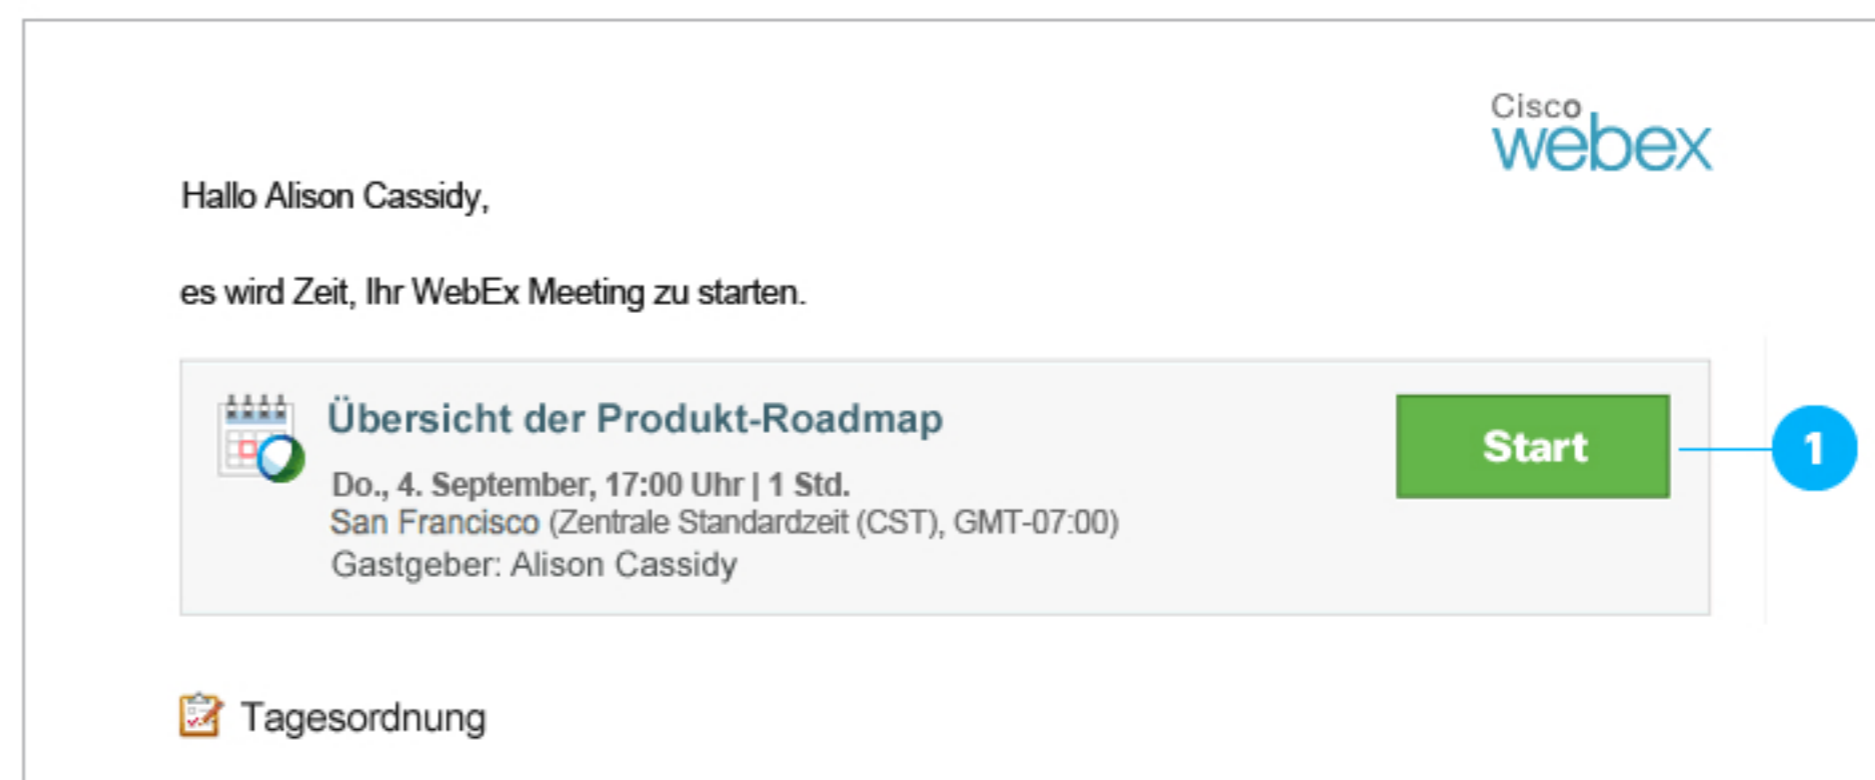 Cisco
webex
Hallo Alison Cassidy,
es wird Zeit, Ihr WebEx Meeting zu starten.
Übersicht der Produkt-Roadmap
Start
1
Do., 4. September, 17:00 Uhr | 1 Std.
San Francisco (Zentrale Standardzeit (CST), GMT-07:00)
Gastgeber: Alison Cassidy
Tagesordnung